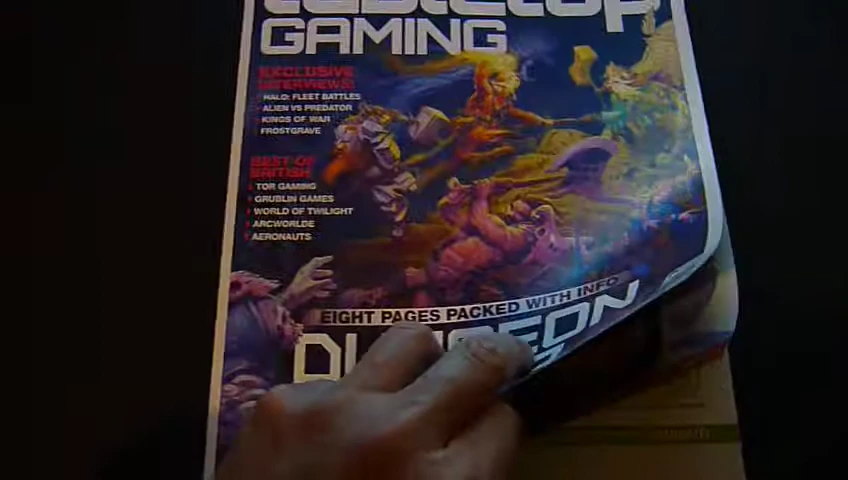 tabletop
GAMING
EXCLUSIVE
INTERVIEWS:
HALO: FLEET BATTLES
ALIEN VS PREDATOR
KINGS OF WAR
FROSTGRAVE
BEST OF
BRITISH
TOR GAMING
GRUBLIN GAMES
WORLD OF TWILIGHT
ARCWORLDE
AERONAUTS
EIGHT PAGES PACKED WITH INFO